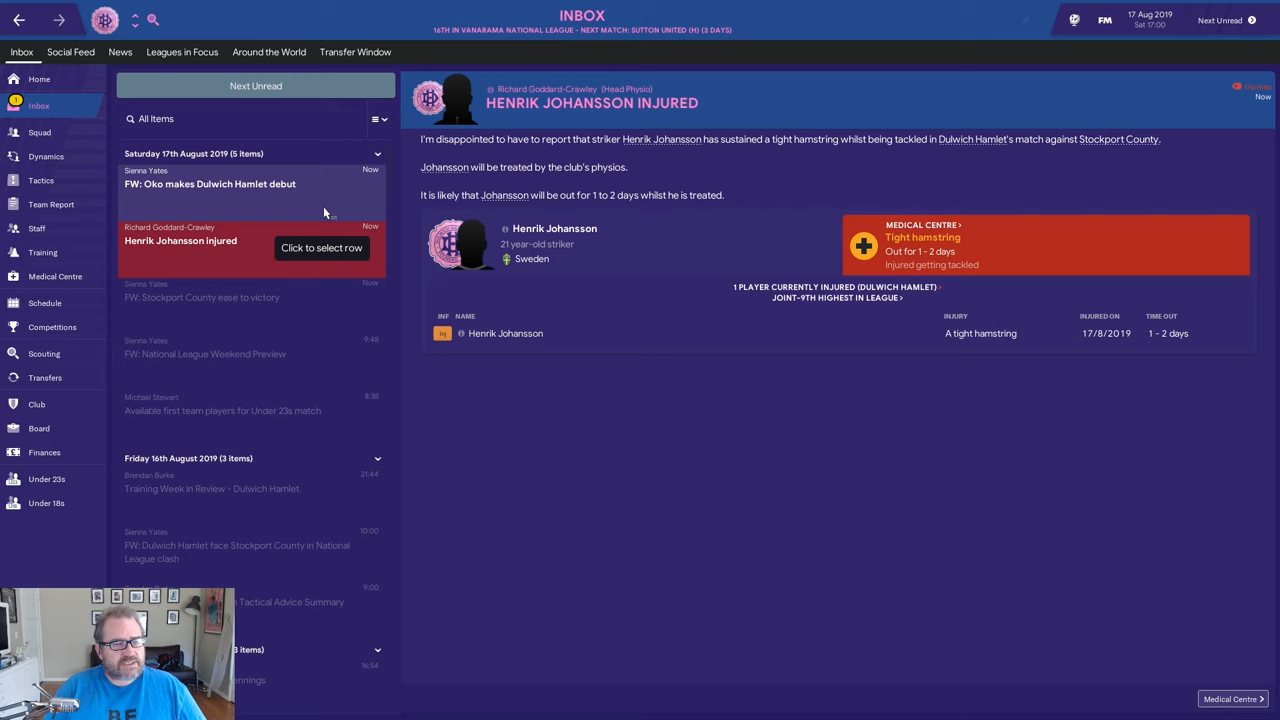 INBOX
16TH IN VANARAMA NATIONAL LEAGUE - NEXT MATCH: SUTTON UNITED (H) (3 DAYS)
FM
17 Aug 2019
Sat 17:00
Next Unread
Inbox
Social Feed
News
Leagues in Focus
Around the World
Transfer Window
Home
1
Inbox
Squad
Dynamics
Tactics
Team Report
Staff
Training
Medical Centre
Schedule
Competitions
Scouting
Transfers
Club
Board
Finances
Under 23s
Under 18s
Next Unread
All Items
Saturday 17th August 2019 (5 items)
Sienna Yates
Now
FW: Oko makes Dulwich Hamlet debut
Richard Goddard-Crawley
Now
Henrik Johansson injured
Click to select row
Now
FW: Stockport County ease to victory
Sienna Yates
9:48
FW: National League Weekend Preview
Michael Stewart
8:38
Available first team players for Under 23s match
Friday 16th August 2019 (3 items)
Brendan Burke
21:44
Training Week In Review - Dulwich Hamlet
Sienna Yates
10:00
FW: Dulwich Hamlet face Stockport County in National
League clash
9:00
Tactical Advice Summary
3 items)
16:54
ennings
Richard Goddard-Crawley (Head Physio)
HENRIK JOHANSSON INJURED
Injuries
Now
I'm disappointed to have to report that striker Henrik Johansson has sustained a tight hamstring whilst being tackled in Dulwich Hamlet's match against Stockport County.
Johansson will be treated by the club's physios.
It is likely that Johansson will be out for 1 to 2 days whilst he is treated.
Henrik Johansson
21 year-old striker
Sweden
MEDICAL CENTRE
Tight hamstring
Out for 1 - 2 days
Injured getting tackled
1 PLAYER CURRENTLY INJURED (DULWICH HAMLET)
JOINT-9TH HIGHEST IN LEAGUE
INF NAME INJURY INJURED ON TIME OUT
Inj Henrik Johansson A tight hamstring 17/8/2019 1 - 2 days
Medical Centre
BE